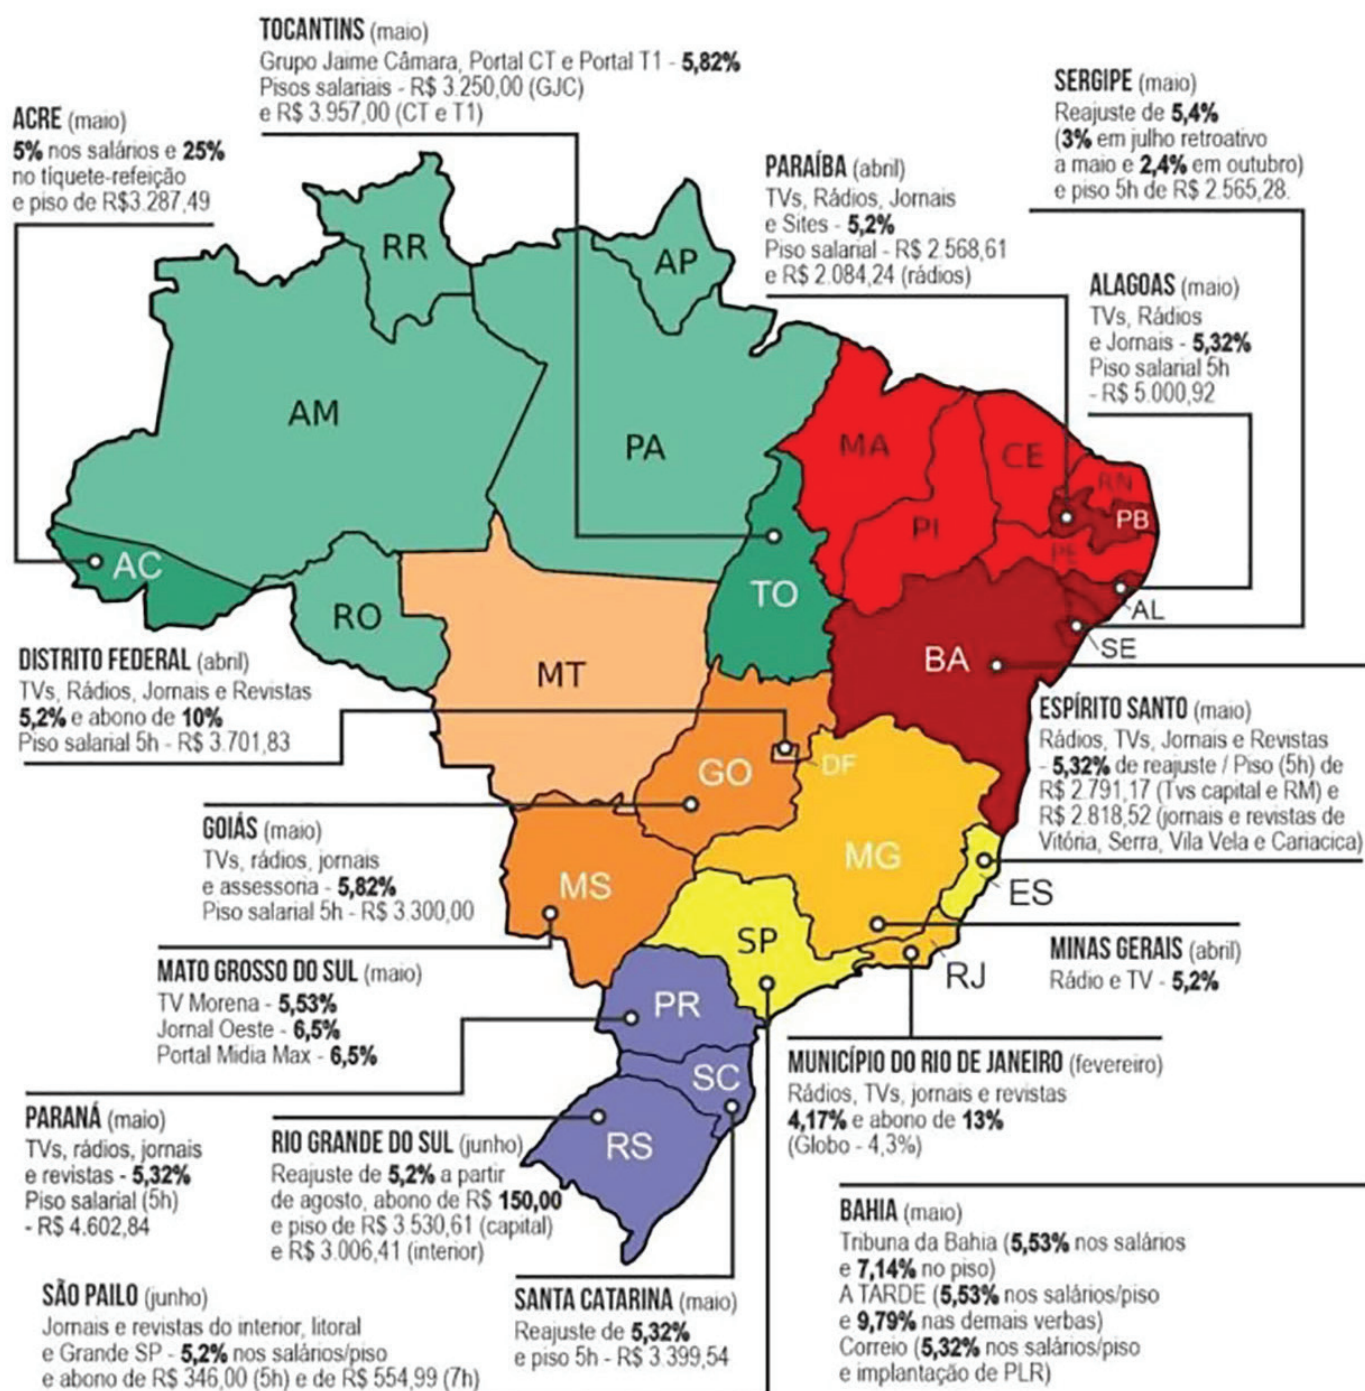 TOCANTINS (maio)
Grupo Jaime Câmara, Portal CT e Portal T1 - 5,82%
Pisos salariais - R$ 3.250,00 (GJC)
e R$ 3.957,00 (CT e T1)
ACRE (maio)
5% nos salários e 25%
no tíquete-refeição
e piso de R$3.287,49
SERGIPE (maio)
Reajuste de 5,4%
(3% em julho retroativo
a maio e 2,4% em outubro)
e piso 5h de R$ 2.565,28.
PARAÍBA (abril)
TVs, Rádios, Jornais
e Sites - 5,2%
Piso salarial - R$ 2.568,61
e R$ 2.084,24 (rádios)
ALAGOAS (maio)
TVs, Rádios
e Jornais - 5,32%
Piso salarial 5h
- R$ 5.000,92
RR
AP
AM
PA
MA
CE
RN
PB
PI
PE
AC
TO
RO
AL
SE
BA
MT
DISTRITO FEDERAL (abril)
TVs, Rádios, Jornais e Revistas
5,2% e abono de 10%
Piso salarial 5h - R$ 3.701,83
ESPÍRITO SANTO (maio)
Rádios, TVs, Jornais e Revistas
- 5,32% de reajuste / Piso (5h) de
R$ 2.791,17 (Tvs capital e RM) e
R$ 2.818,52 (jornais e revistas de
Vitória, Serra, Vila Vela e Cariacica)
GO
DF
GOIÁS (maio)
TVs, rádios, jornais
e assessoria - 5,82%
Piso salarial 5h - R$ 3.300,00
MG
MS
ES
SP
RJ
MINAS GERAIS (abril)
Rádio e TV - 5,2%
MATO GROSSO DO SUL (maio)
TV Morena - 5,53%
Jornal Oeste - 6,5%
Portal Midia Max - 6,5%
PR
SC
RS
MUNICÍPIO DO RIO DE JANEIRO (fevereiro)
Rádios, TVs, jornais e revistas
4,17% e abono de 13%
(Globo - 4,3%)
PARANÁ (maio)
TVs, rádios, jornais
e revistas - 5,32%
Piso salarial (5h)
- R$ 4.602,84
RIO GRANDE DO SUL (junho)
Reajuste de 5,2% a partir
de agosto, abono de R$ 150,00
e piso de R$ 3.530,61 (capital)
e R$ 3.006,41 (interior)
BAHIA (maio)
Tribuna da Bahia (5,53% nos salários
e 7,14% no piso)
A TARDE (5,53% nos salários/piso
e 9,79% nas demais verbas)
Correio (5,32% nos salários/piso
e implantação de PLR)
SÃO PAILO (junho)
Jornais e revistas do interior, litoral
e Grande SP - 5,2% nos salários/piso
e abono de R$ 346,00 (5h) e de R$ 554,99 (7h)
SANTA CATARINA (maio)
Reajuste de 5,32%
e piso 5h - R$ 3.399,54